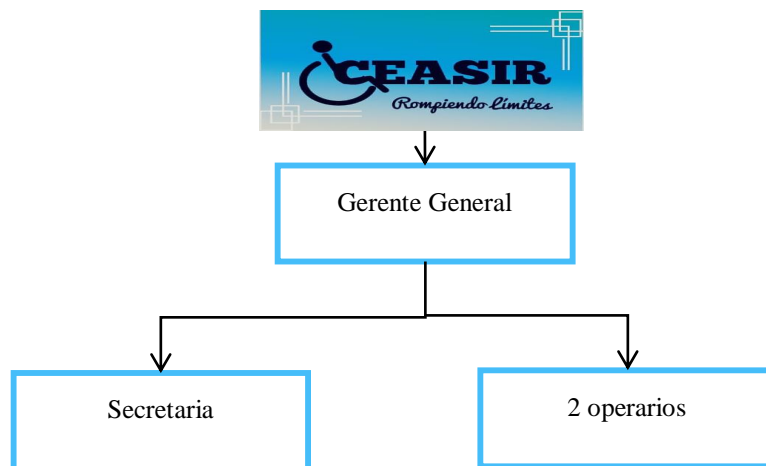 CEASIR
Rompiendo Límites
Gerente General
Secretaria
2 operarios